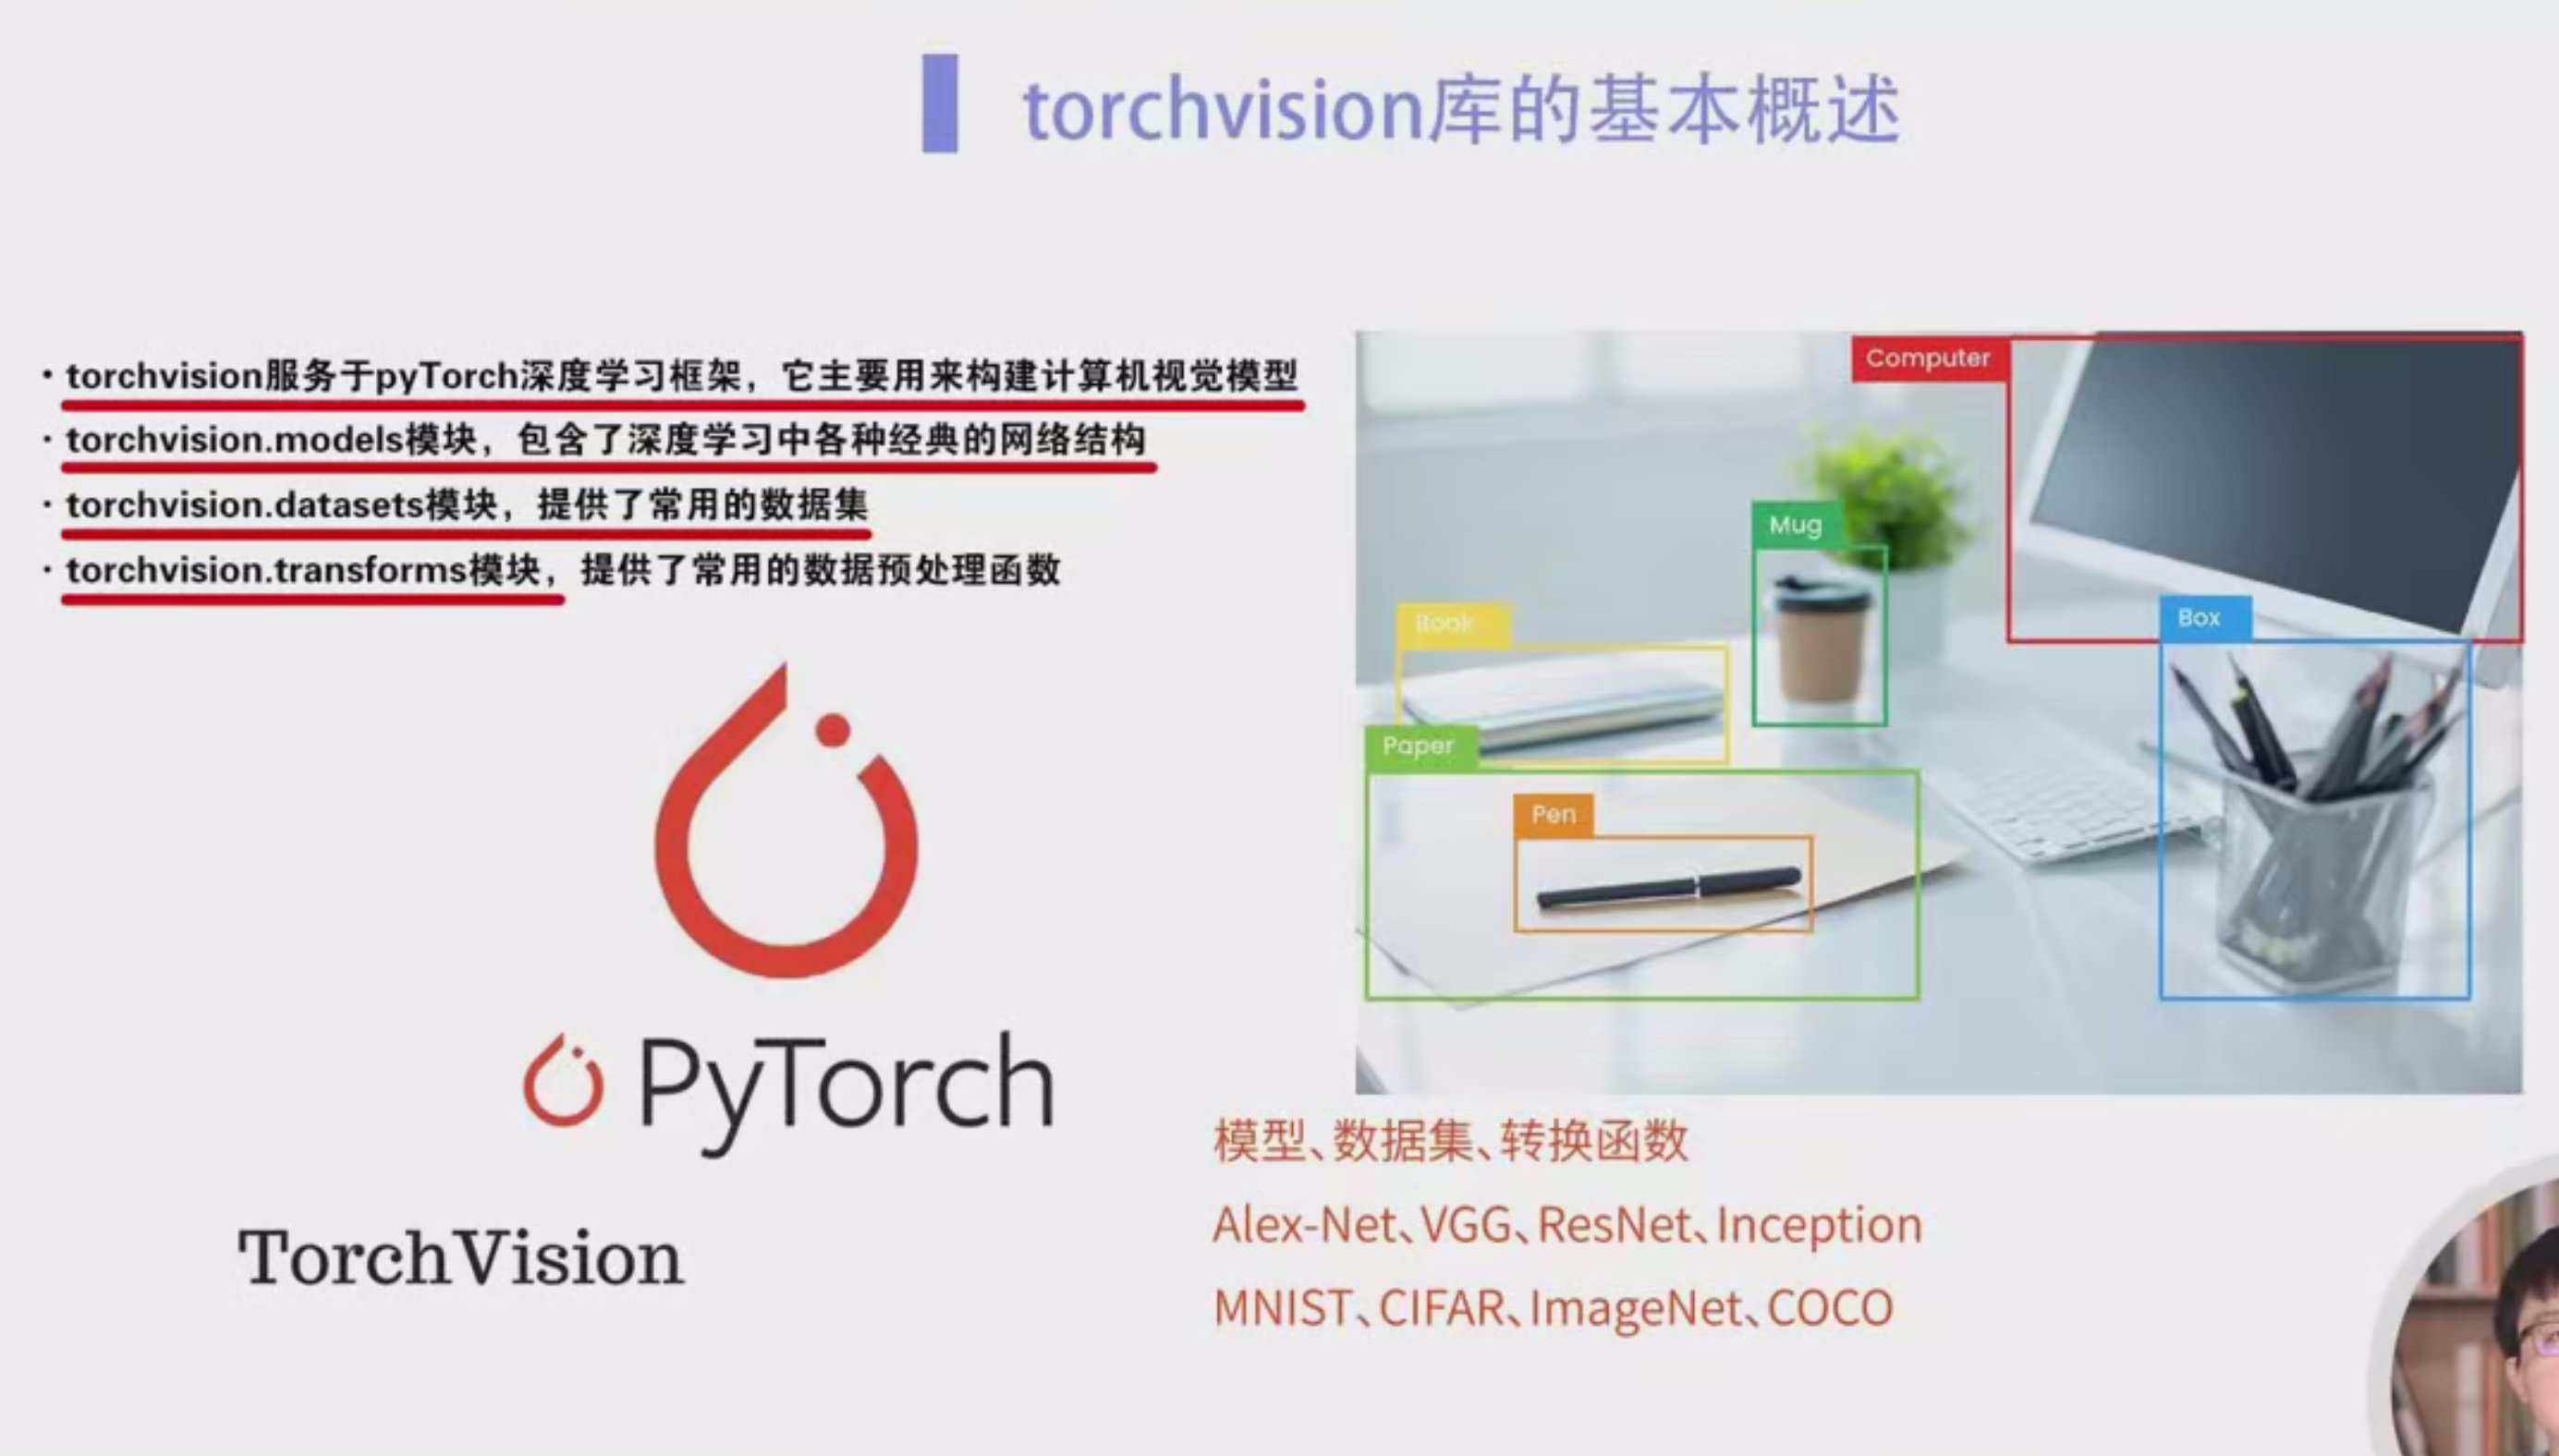 torchvision库的基本概述
· torchvision服务于pyTorch深度学习框架，它主要用来构建计算机视觉模型
· torchvision.models模块，包含了深度学习中各种经典的网络结构
· torchvision.datasets模块，提供了常用的数据集
· torchvision.transforms模块，提供了常用的数据预处理函数
PyTorch
TorchVision
Computer
Mug
Book
Box
Paper
Pen
模型、数据集、转换函数
Alex-Net、VGG、ResNet、Inception
MNIST、CIFAR、ImageNet、COCO